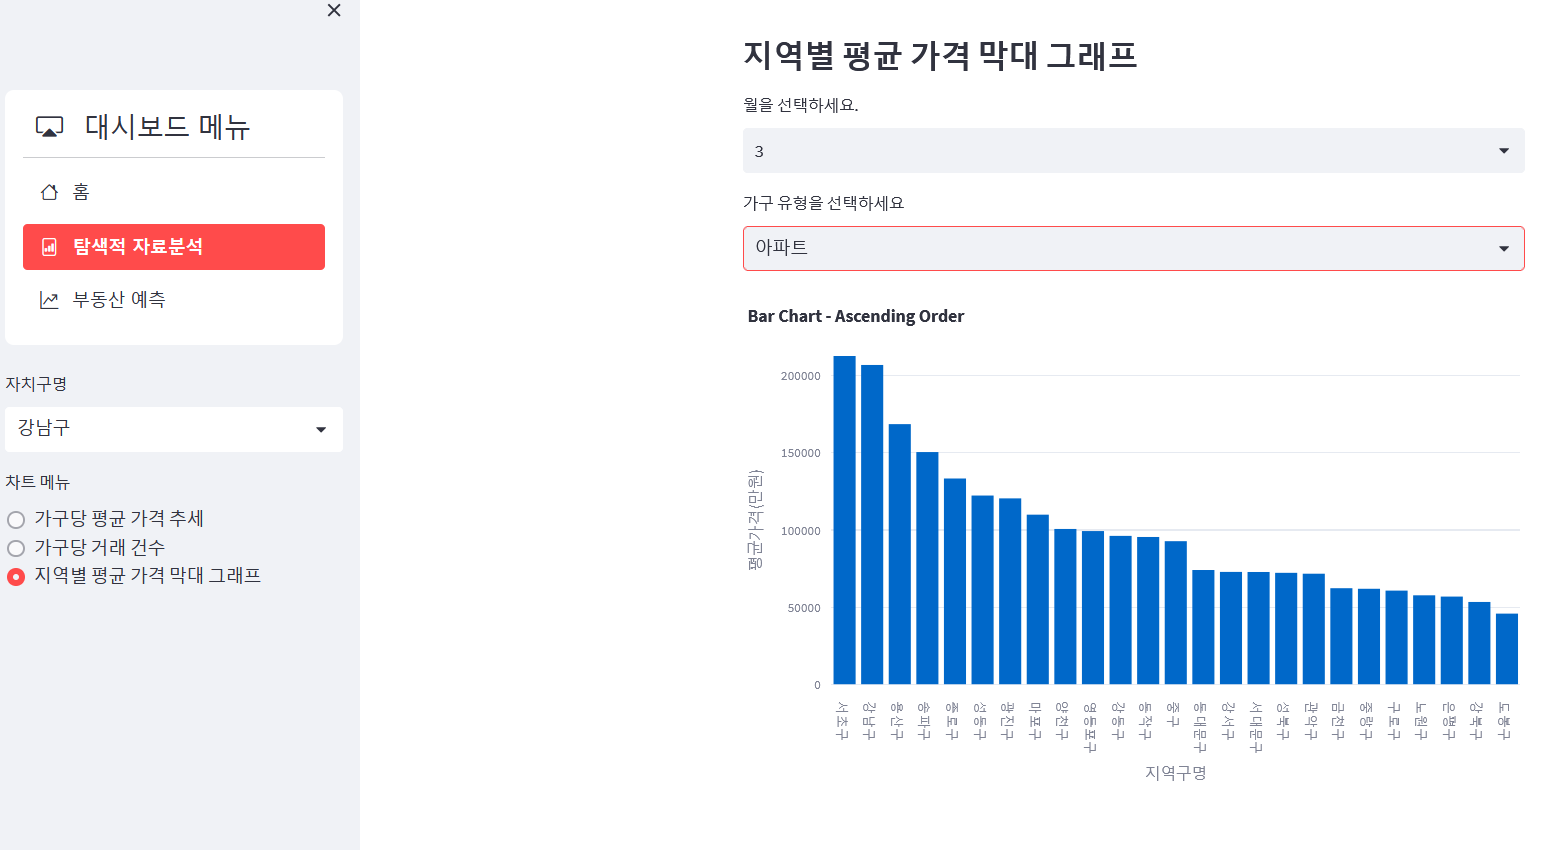 대시보드 메뉴
홈
탐색적 자료분석
부동산 예측
자치구명
강남구
차트 메뉴
가구당 평균 가격 추세
가구당 거래 건수
지역별 평균 가격 막대 그래프
지역별 평균 가격 막대 그래프
월을 선택하세요.
3
가구 유형을 선택하세요
아파트
Bar Chart - Ascending Order
평균가격(만원)
200000
150000
100000
50000
0
서초구
강남구
용산구
송파구
종로구
성동구
광진구
마포구
양천구
영등포구
강동구
동작구
중구
동대문구
강서구
서대문구
성북구
관악구
금천구
중랑구
구로구
노원구
은평구
강북구
도봉구
지역구명